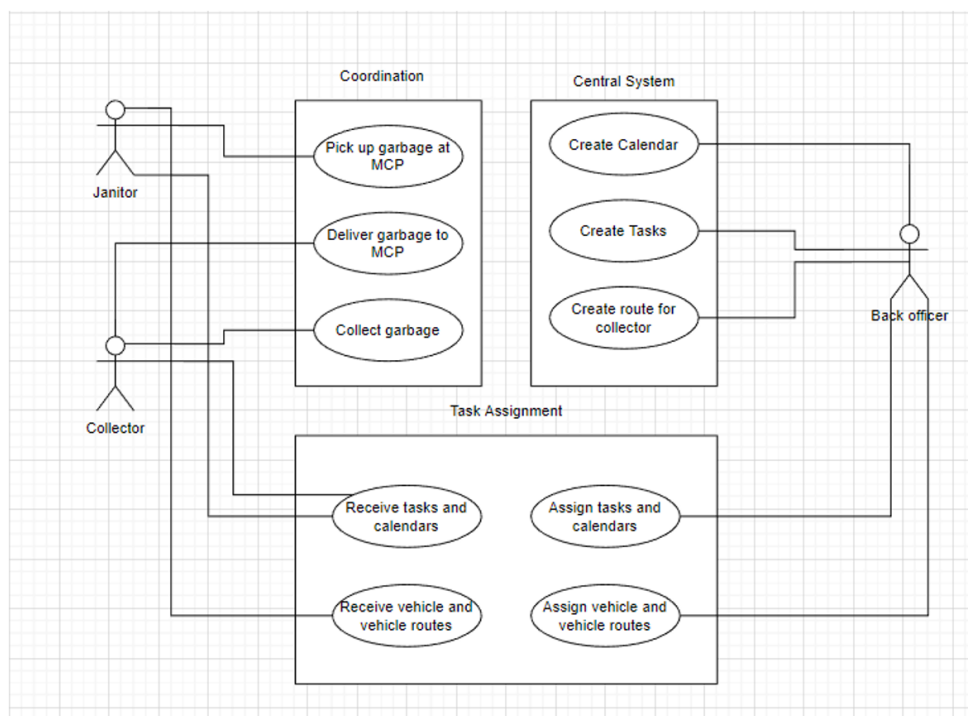 Coordination
Central System
Pick up garbage at
MCP
Create Calendar
Janitor
Deliver garbage to
MCP
Create Tasks
Create route for
collector
Back officer
Collect garbage
Collector
Task Assignment
Receive tasks and
calendars
Assign tasks and
calendars
Receive vehicle and
vehicle routes
Assign vehicle and
vehicle routes